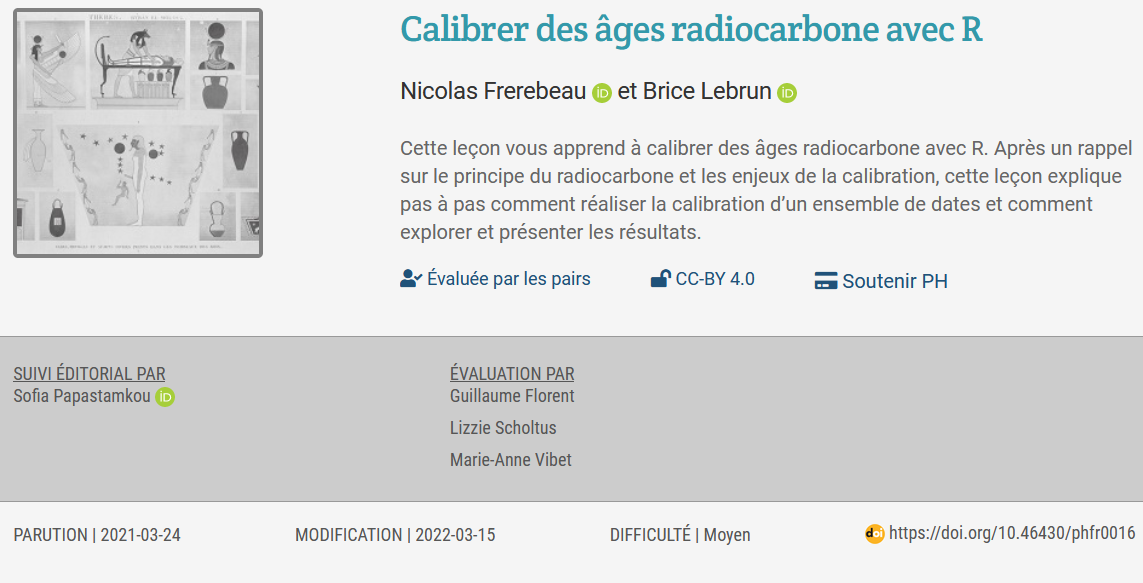 Calibrer des âges radiocarbone avec R
Nicolas Frerebeau iD et Brice Lebrun iD
Cette leçon vous apprend à calibrer des âges radiocarbone avec R. Après un rappel
sur le principe du radiocarbone et les enjeux de la calibration, cette leçon explique
pas à pas comment réaliser la calibration d’un ensemble de dates et comment
explorer et présenter les résultats.
Évaluée par les pairs CC-BY 4.0 Soutenir PH
SUIVI ÉDITORIAL PAR
Sofia Papastamkou iD
ÉVALUATION PAR
Guillaume Florent
Lizzie Scholtus
Marie-Anne Vibet
PARUTION | 2021-03-24 MODIFICATION | 2022-03-15 DIFFICULTÉ | Moyen doi https://doi.org/10.46430/phfr0016